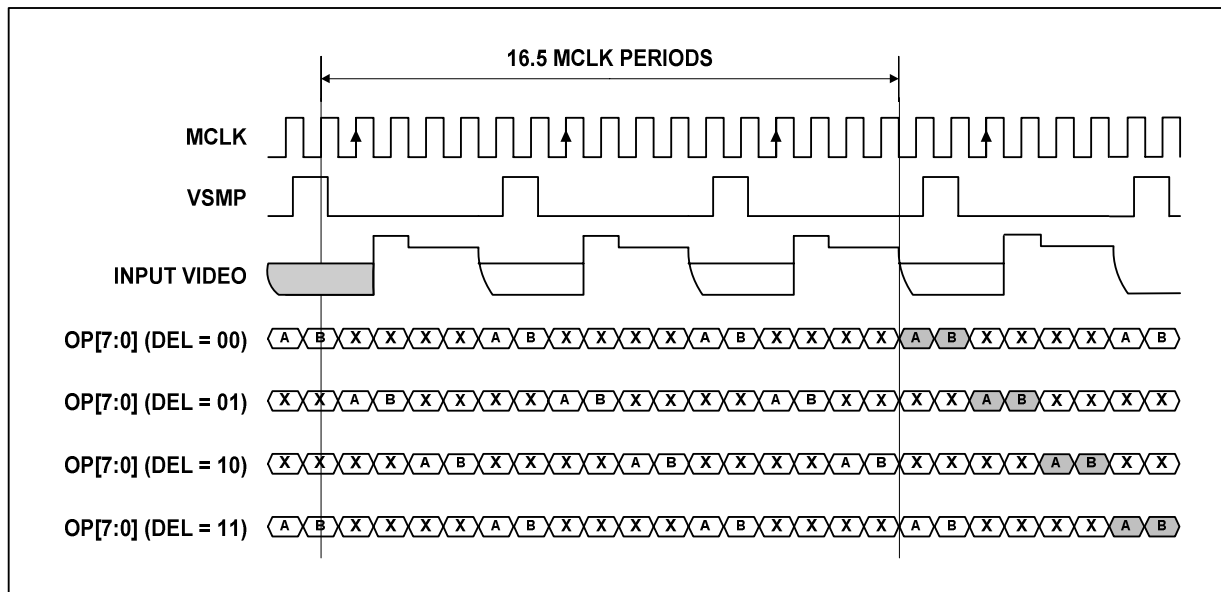 16.5 MCLK PERIODS
MCLK
VSMP
INPUT VIDEO
OP[7:0] (DEL = 00) A B X X X X A B X X X X A B X X X X A B X X X X A B
OP[7:0] (DEL = 01) X X A B X X X X A B X X X X A B X X X X A B X X X X
OP[7:0] (DEL = 10) X X X X A B X X X X A B X X X X A B X X X X A B X X
OP[7:0] (DEL = 11) A B X X X X A B X X X X A B X X X X A B X X X X A B